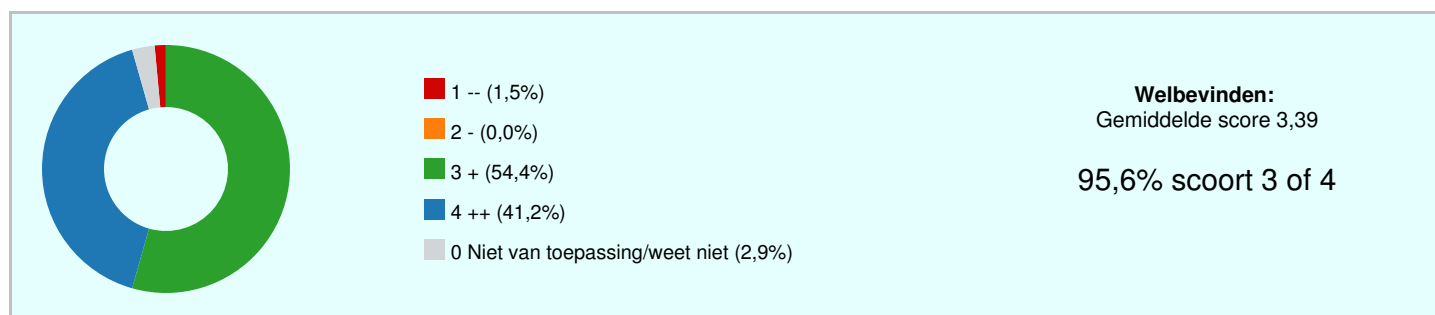 1 -- (1,5%)
2 - (0,0%)
3 + (54,4%)
4 ++ (41,2%)
0 Niet van toepassing/weet niet (2,9%)
Welbevinden:
Gemiddelde score 3,39
95,6% scoort 3 of 4